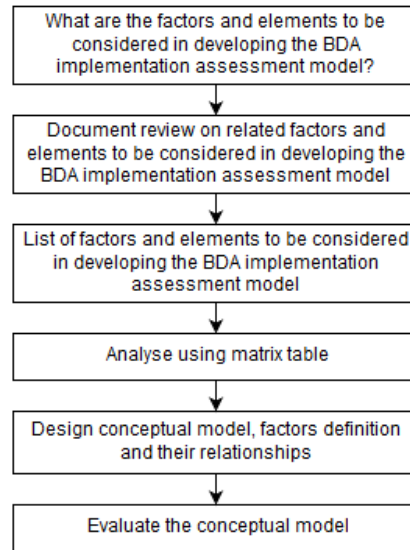 What are the factors and elements to be
considered in developing the BDA
implementation assessment model?
Document review on related factors and
elements to be considered in developing the
BDA implementation assessment model
List of factors and elements to be considered
in developing the BDA implementation
assessment model
Analyse using matrix table
Design conceptual model, factors definition
and their relationships
Evaluate the conceptual model